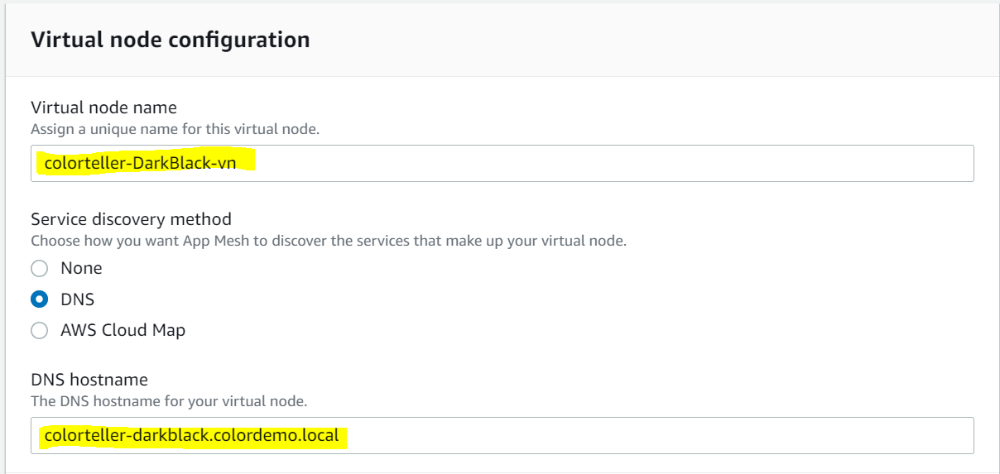 Virtual node configuration
Virtual node name
Assign a unique name for this virtual node.
colorteller-DarkBlack-vn
Service discovery method
Choose how you want App Mesh to discover the services that make up your virtual node.
None
DNS
AWS Cloud Map
DNS hostname
The DNS hostname for your virtual node.
colorteller-darkblack.colordemo.local